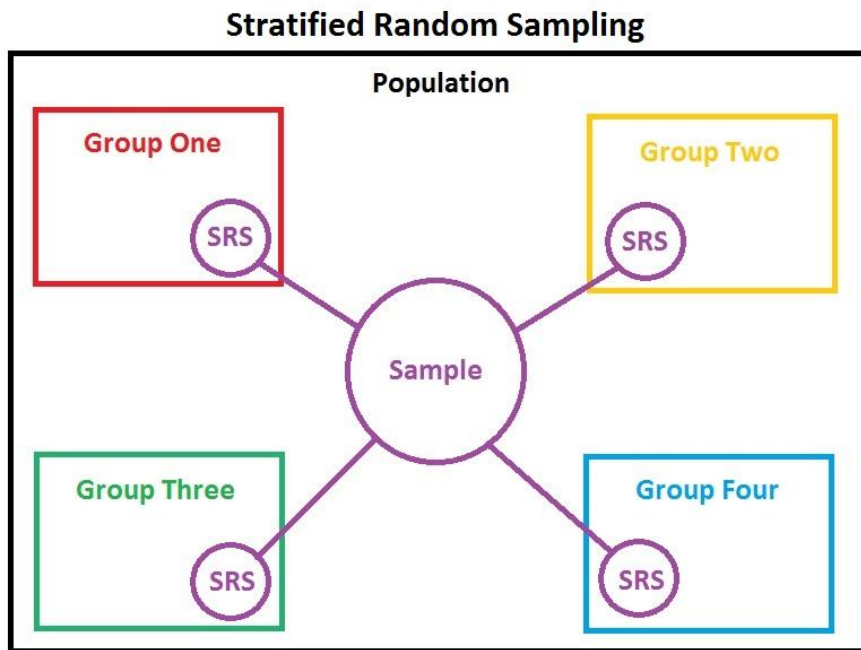 Stratified Random Sampling
Population
Group One
Group Two
SRS
SRS
Sample
Group Three
Group Four
SRS
SRS